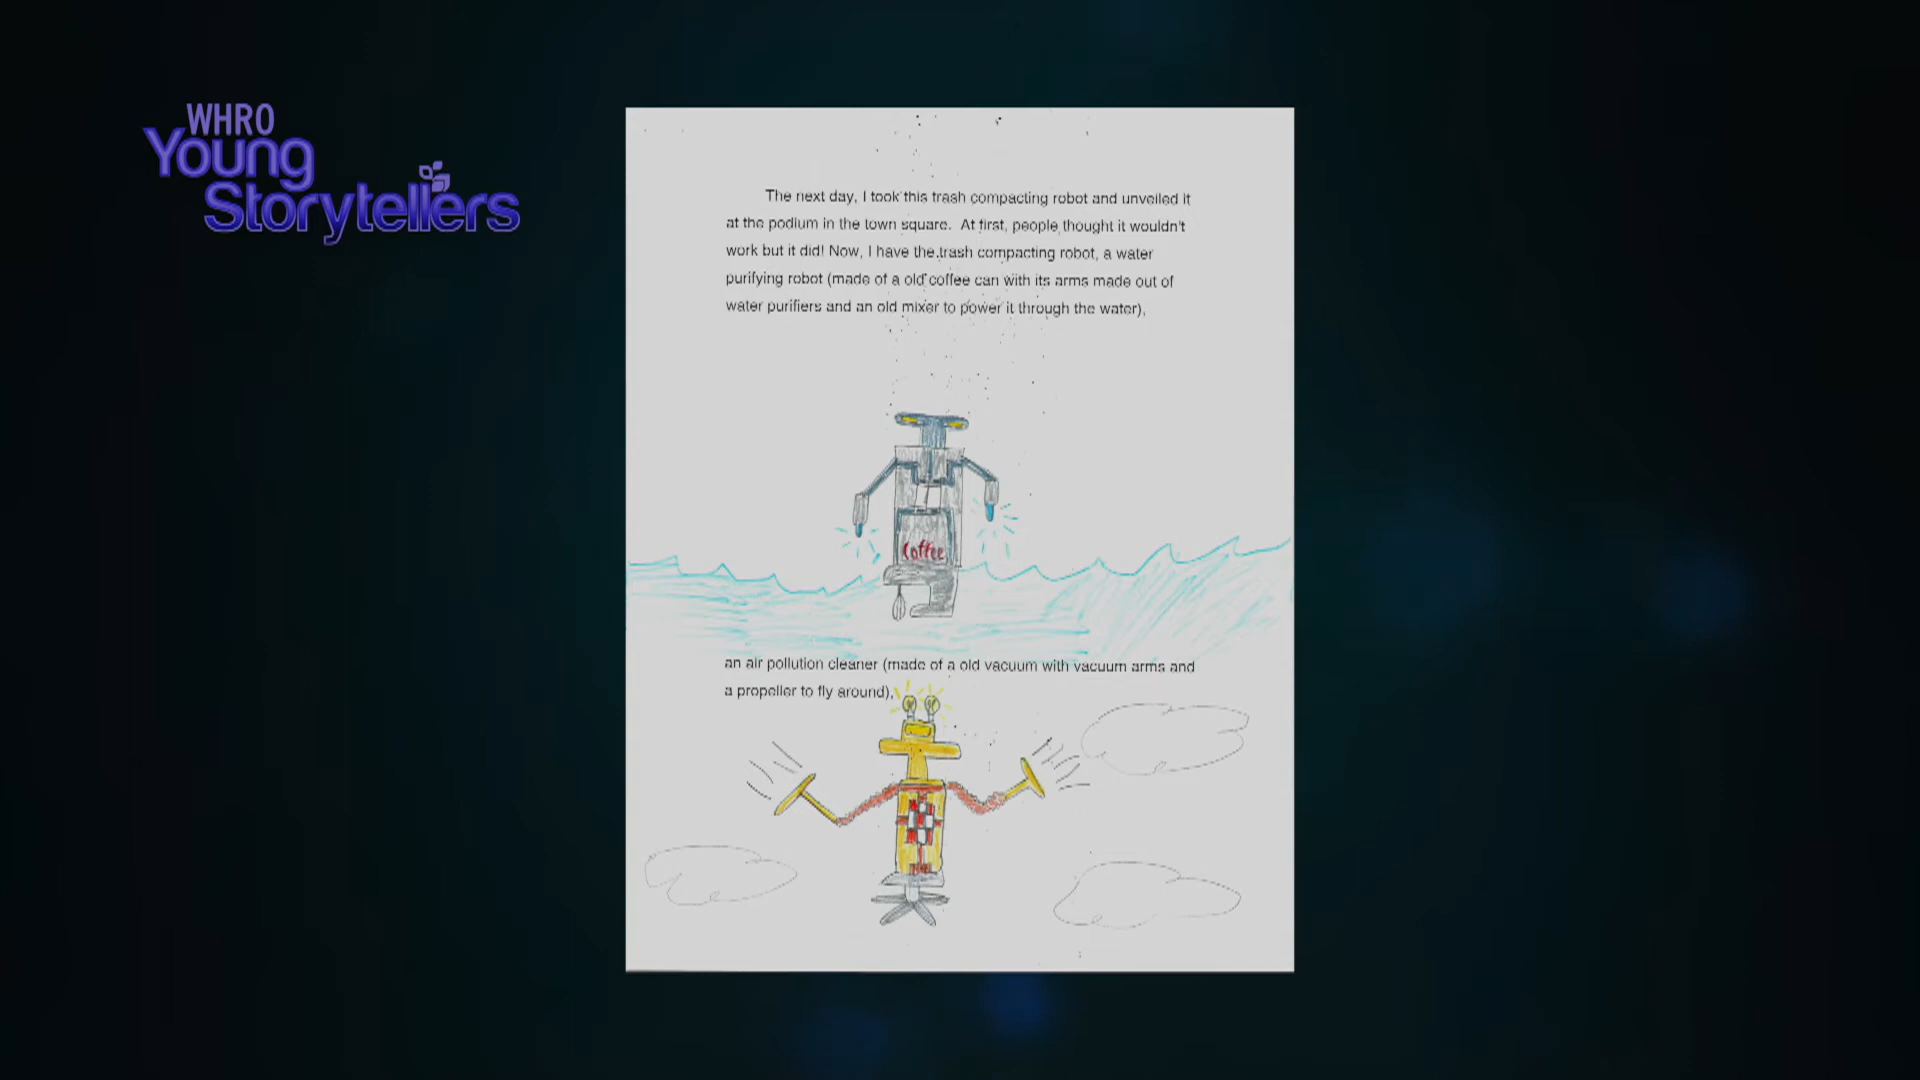 WHRO
Young
Storytellers
The next day, I took this trash compacting robot and unveiled it
at the podium in the town square. At first, people thought it wouldn't
work but it did! Now, I have the trash compacting robot, a water
purifying robot (made of a old coffee can with its arms made out of
water purifiers and an old mixer to power it through the water),
Coffee
an air pollution cleaner (made of a old vacuum with vacuum arms and
a propeller to fly around),